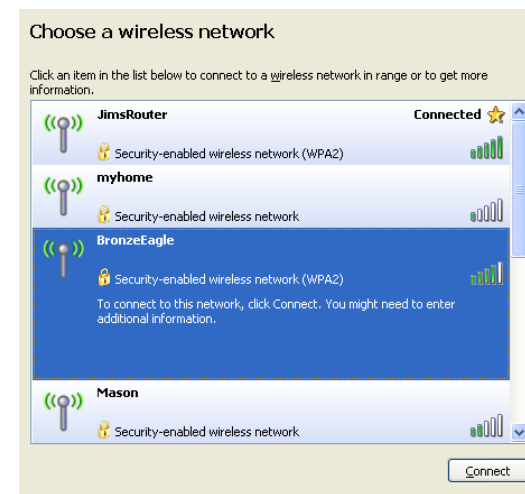 Choose a wireless network
Click an item in the list below to connect to a wireless network in range or to get more
information.
JimsRouter Connected
Security-enabled wireless network (WPA2)
myhome
Security-enabled wireless network
BronzeEagle
Security-enabled wireless network (WPA2)
To connect to this network, click Connect. You might need to enter
additional information.
Mason
Security-enabled wireless network
Connect